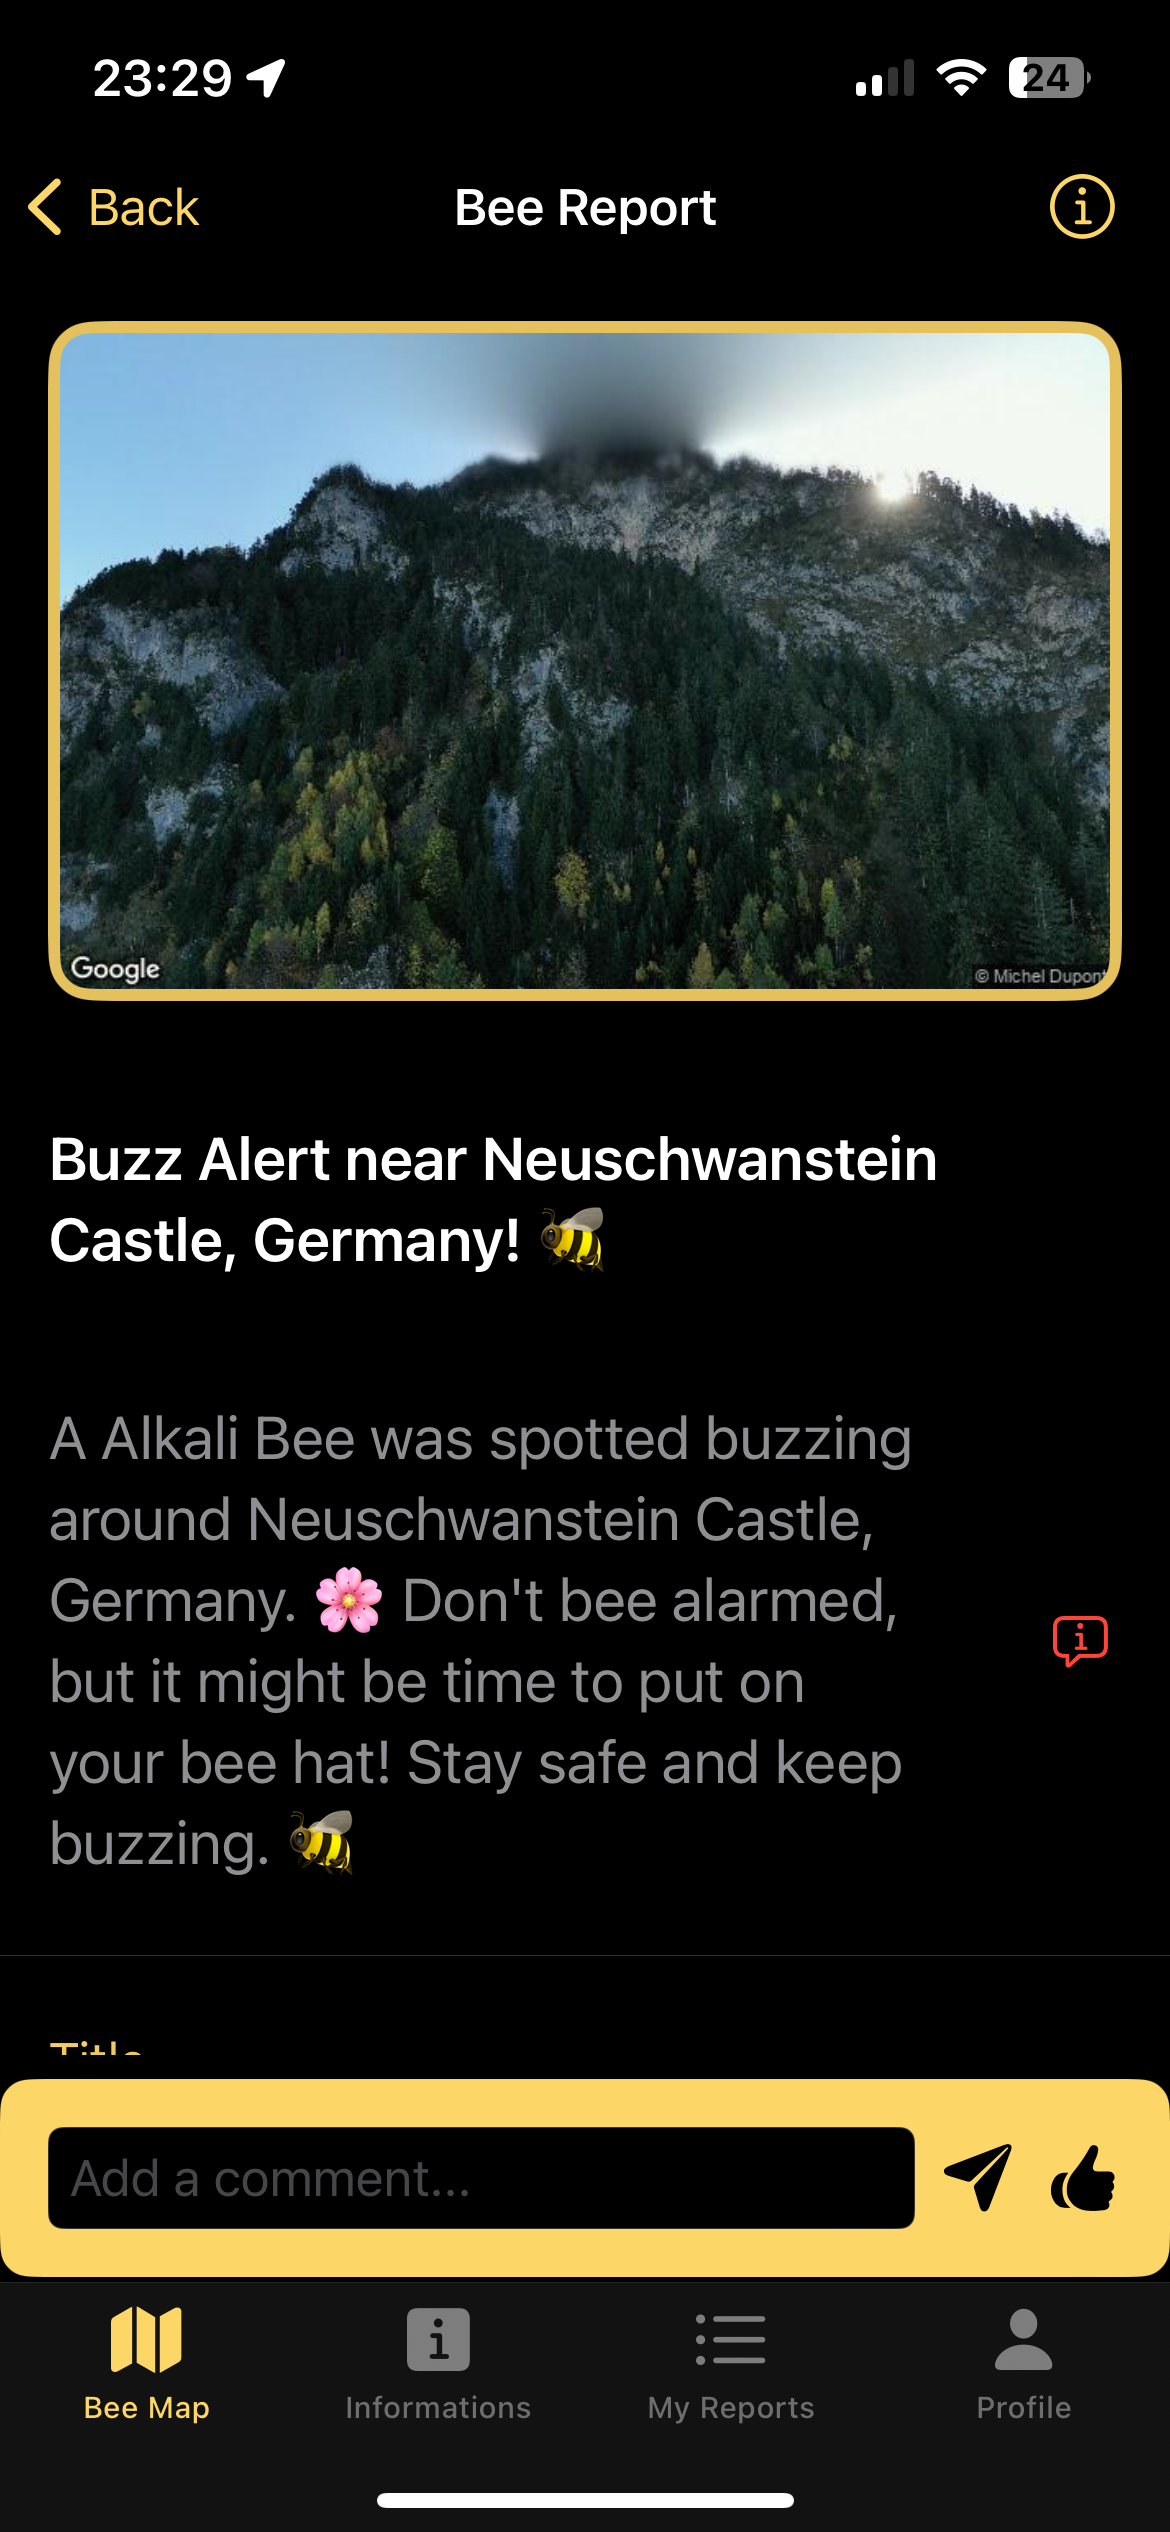 23:29
24
Back
Bee Report
Google
© Michel Dupont
Buzz Alert near Neuschwanstein
Castle, Germany! 🐝
A Alkali Bee was spotted buzzing
around Neuschwanstein Castle,
Germany. 🌸 Don't bee alarmed,
but it might be time to put on
your bee hat! Stay safe and keep
buzzing. 🐝
Title
Add a comment...
Bee Map
Informations
My Reports
Profile